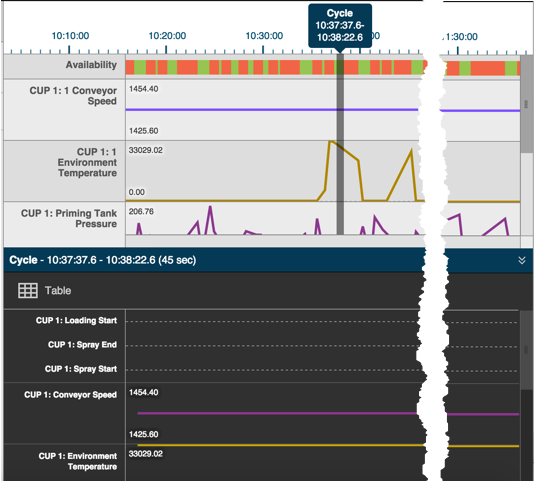 Cycle
10:37:37.6-
10:38:22.6
10:10:00
10:20:00
10:30:00
:00
1:30:00
Availability
CUP 1: 1 Conveyor
Speed
1454.40
1425.60
CUP 1: 1
Environment
Temperature
33029.02
0.00
CUP 1: Priming Tank
Pressure
206.76
Cycle - 10:37:37.6 - 10:38:22.6 (45 sec)
Table
CUP 1: Loading Start
CUP 1: Spray End
CUP 1: Spray Start
CUP 1: Conveyor Speed
1454.40
1425.60
CUP 1: Environment
Temperature
33029.02